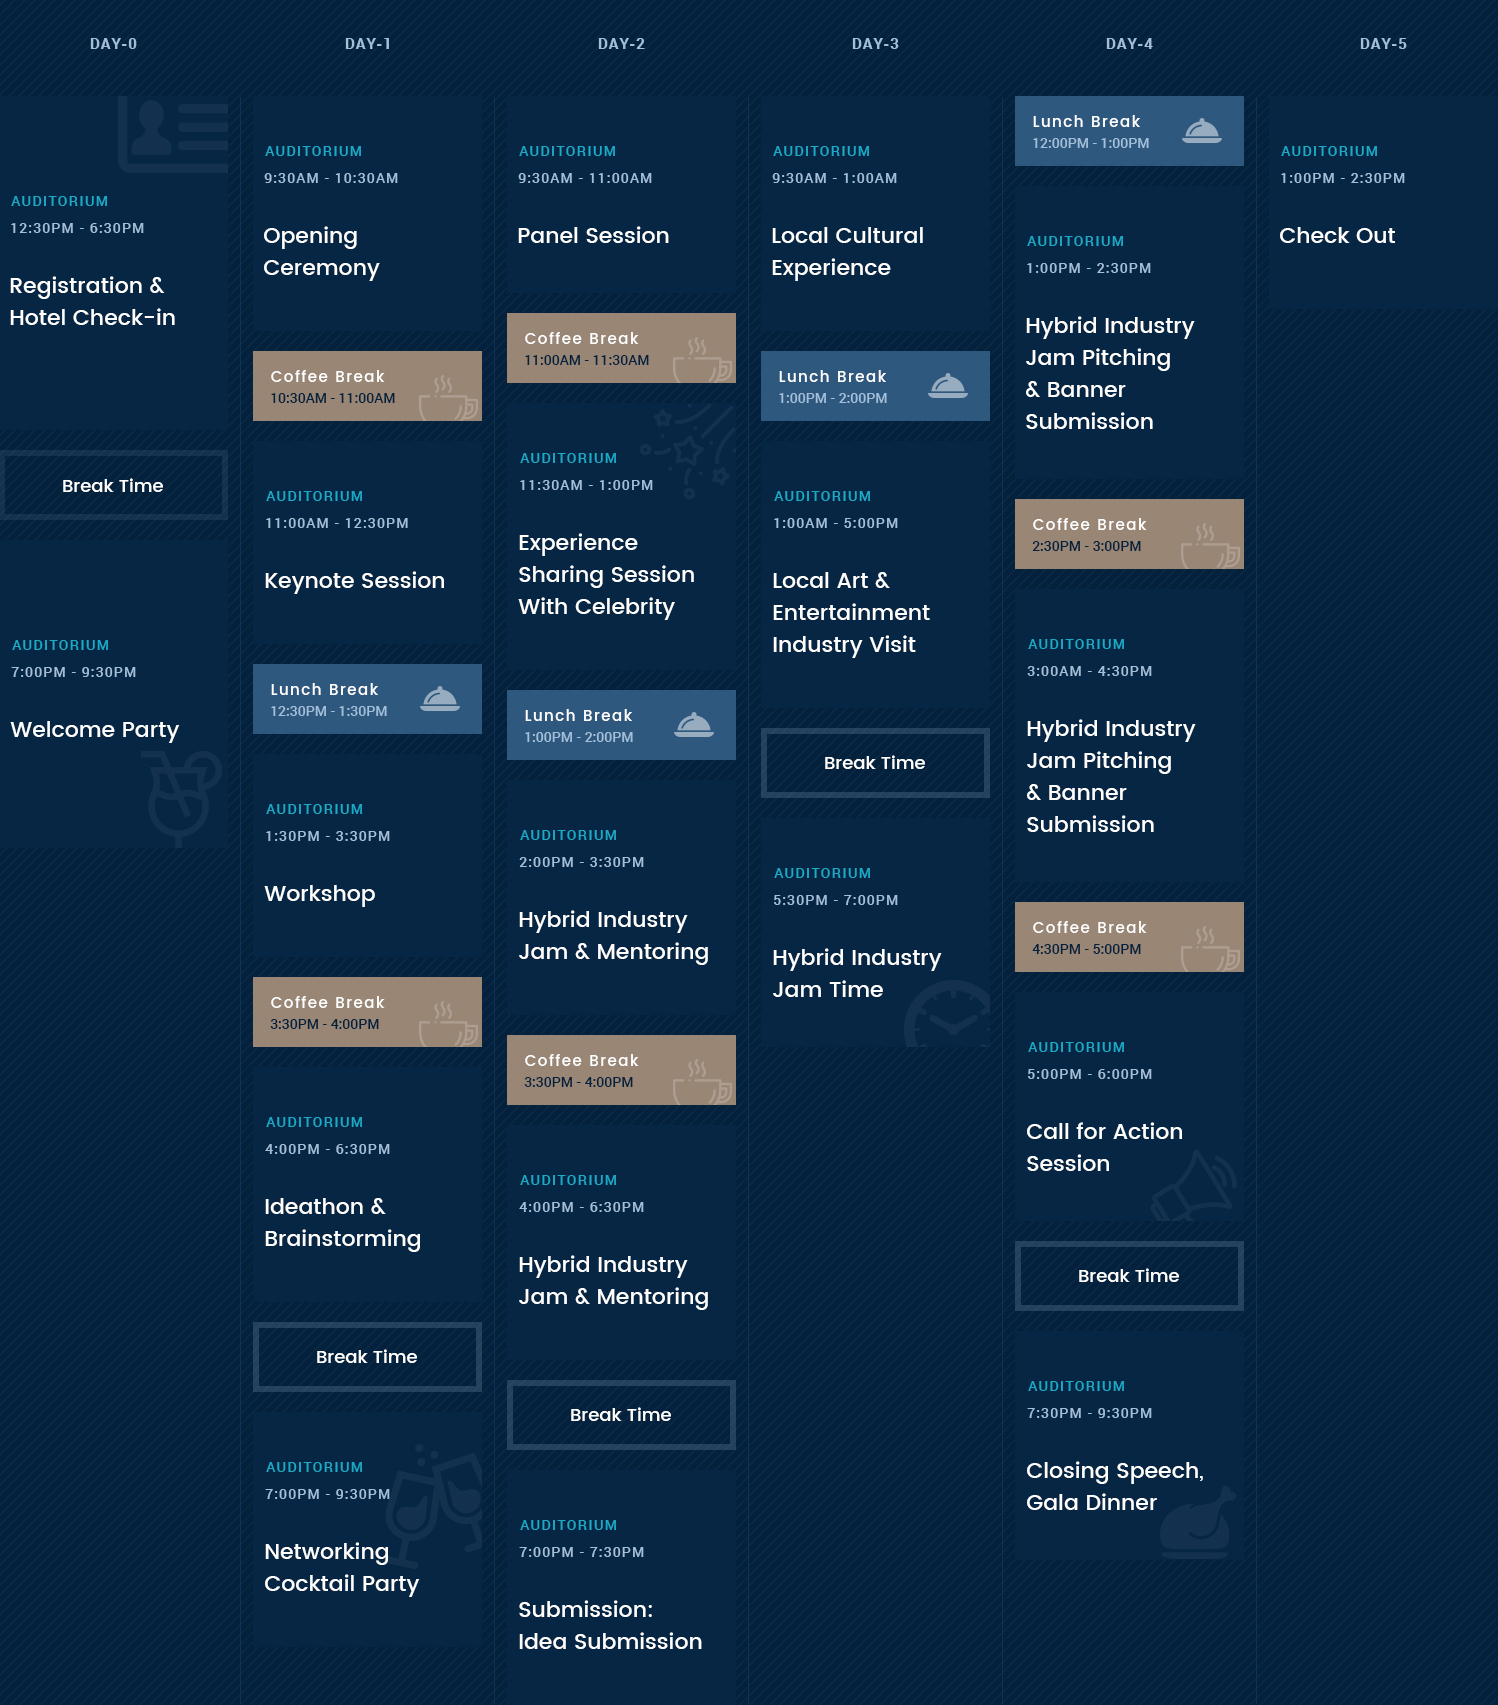 DAY-0
DAY-1
DAY-2
DAY-3
DAY-4
DAY-5
AUDITORIUM
12:30PM - 6:30PM
Registration &
Hotel Check-in
Break Time
AUDITORIUM
7:00PM - 9:30PM
Welcome Party
AUDITORIUM
9:30AM - 10:30AM
Opening
Ceremony
Coffee Break
10:30AM - 11:00AM
AUDITORIUM
11:00AM - 12:30PM
Keynote Session
Lunch Break
12:30PM - 1:30PM
AUDITORIUM
1:30PM - 3:30PM
Workshop
Coffee Break
3:30PM - 4:00PM
AUDITORIUM
4:00PM - 6:30PM
Ideathon &
Brainstorming
Break Time
AUDITORIUM
7:00PM - 9:30PM
Networking
Cocktail Party
AUDITORIUM
9:30AM - 11:00AM
Panel Session
Coffee Break
11:00AM - 11:30AM
AUDITORIUM
11:30AM - 1:00PM
Experience
Sharing Session
With Celebrity
Lunch Break
1:00PM - 2:00PM
AUDITORIUM
2:00PM - 3:30PM
Hybrid Industry
Jam & Mentoring
Coffee Break
3:30PM - 4:00PM
AUDITORIUM
4:00PM - 6:30PM
Hybrid Industry
Jam & Mentoring
Break Time
AUDITORIUM
7:00PM - 7:30PM
Submission:
Idea Submission
AUDITORIUM
9:30AM - 1:00AM
Local Cultural
Experience
Lunch Break
1:00PM - 2:00PM
AUDITORIUM
1:00AM - 5:00PM
Local Art &
Entertainment
Industry Visit
Break Time
AUDITORIUM
5:30PM - 7:00PM
Hybrid Industry
Jam Time
Lunch Break
12:00PM - 1:00PM
AUDITORIUM
1:00PM - 2:30PM
Hybrid Industry
Jam Pitching
& Banner
Submission
Coffee Break
2:30PM - 3:00PM
AUDITORIUM
3:00AM - 4:30PM
Hybrid Industry
Jam Pitching
& Banner
Submission
Coffee Break
4:30PM - 5:00PM
AUDITORIUM
5:00PM - 6:00PM
Call for Action
Session
Break Time
AUDITORIUM
7:30PM - 9:30PM
Closing Speech,
Gala Dinner
AUDITORIUM
1:00PM - 2:30PM
Check Out